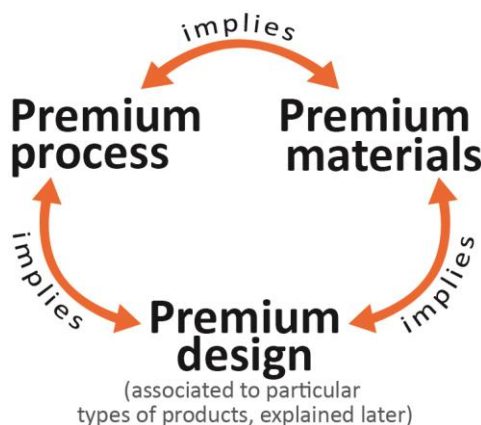 implies
Premium
process
Premium
materials
implies
implies
Premium
design
(associated to particular
types of products, explained later)